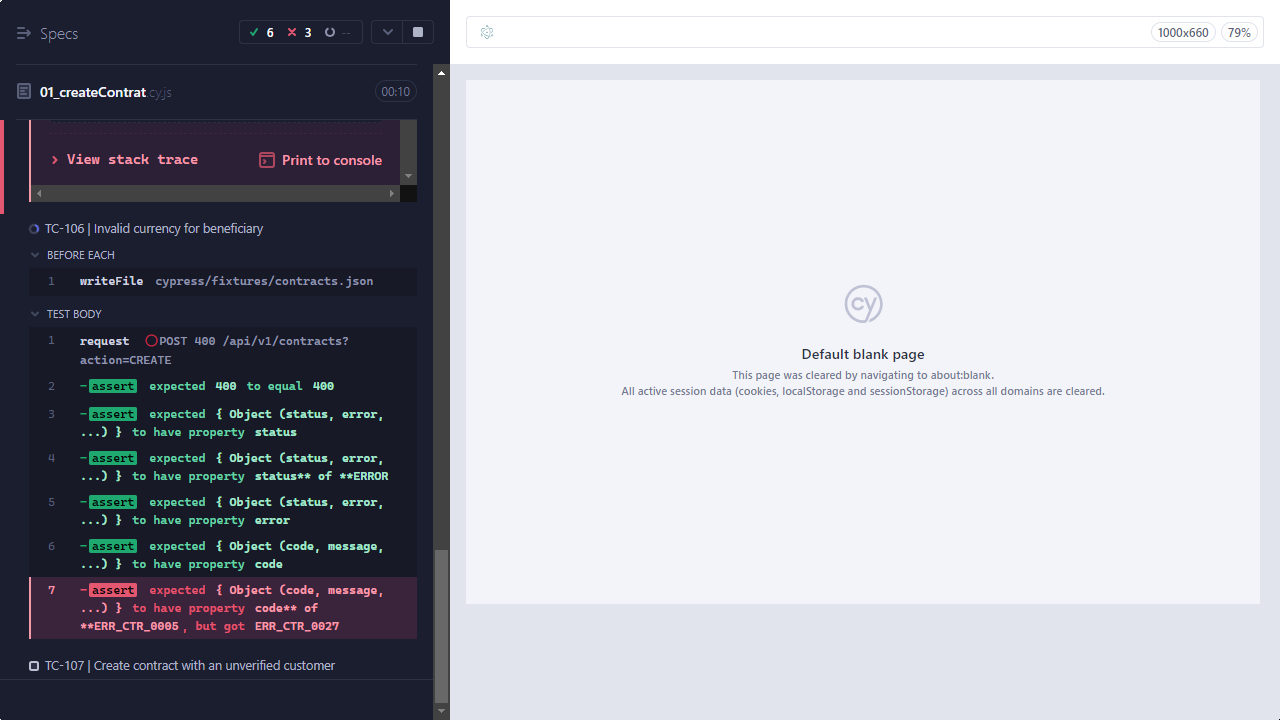 Specs
6
3
--
1000x660
79%
01_createContrat.cy.js
00:10
View stack trace
Print to console
TC-106 | Invalid currency for beneficiary
BEFORE EACH
1 writeFile cypress/fixtures/contracts.json
TEST BODY
1 request POST 400 /api/v1/contracts?
action=CREATE
2 -assert expected 400 to equal 400
3 -assert expected { Object (status, error,
...) } to have property status
4 -assert expected { Object (status, error,
...) } to have property status** of **ERROR
5 -assert expected { Object (status, error,
...) } to have property error
6 -assert expected { Object (code, message,
...) } to have property code
7 -assert expected { Object (code, message,
...) } to have property code** of
**ERR_CTR_0005, but got ERR_CTR_0027
TC-107 | Create contract with an unverified customer
cy
Default blank page
This page was cleared by navigating to about:blank.
All active session data (cookies, localStorage and sessionStorage) across all domains are cleared.